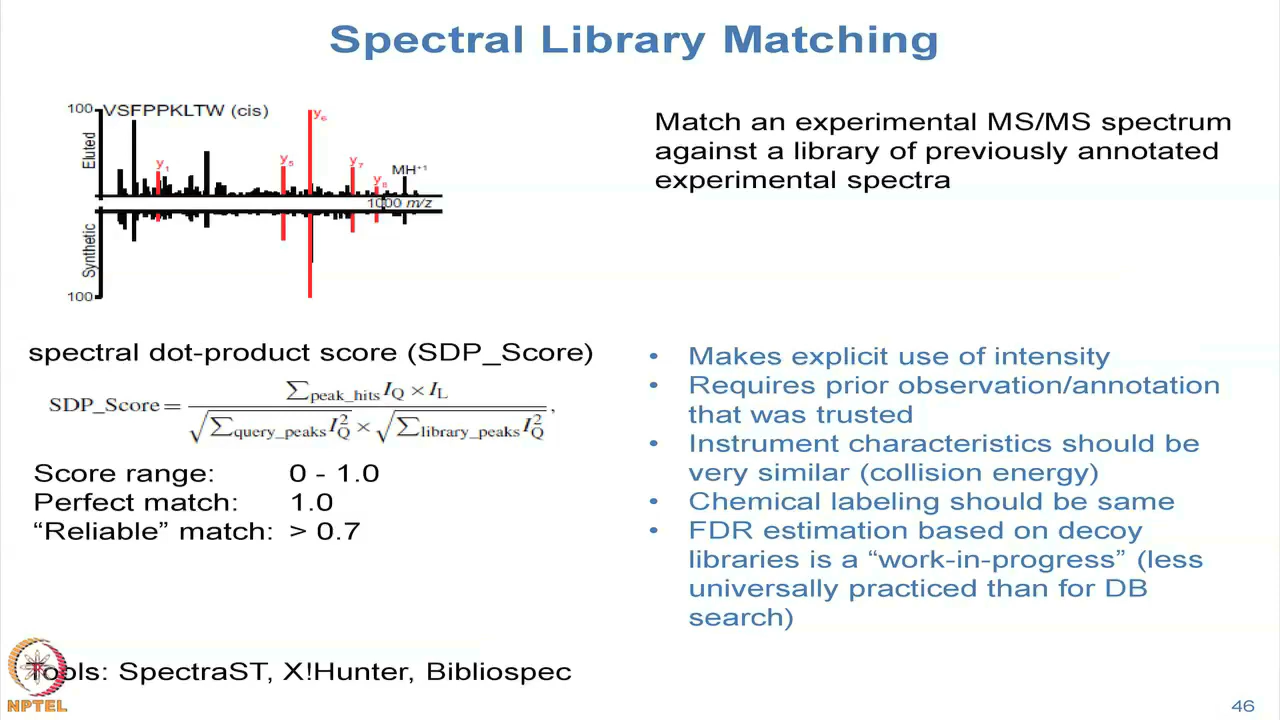 Spectral Library Matching
100
VSFPPKLTW (cis)
y6
Eluted
y1
y5
y7
y8
MH+1
1000 m/z
Synthetic
100
Match an experimental MS/MS spectrum
against a library of previously annotated
experimental spectra
spectral dot-product score (SDP_Score)
SDP_Score = ∑peak_hits IQ × IL / √∑query_peaks I²Q × √∑library_peaks I²Q ,
Score range: 0 - 1.0
Perfect match: 1.0
“Reliable” match: > 0.7
• Makes explicit use of intensity
• Requires prior observation/annotation
that was trusted
• Instrument characteristics should be
very similar (collision energy)
• Chemical labeling should be same
• FDR estimation based on decoy
libraries is a “work-in-progress” (less
universally practiced than for DB
search)
Tools: SpectraST, X!Hunter, Bibliospec
NPTEL
46